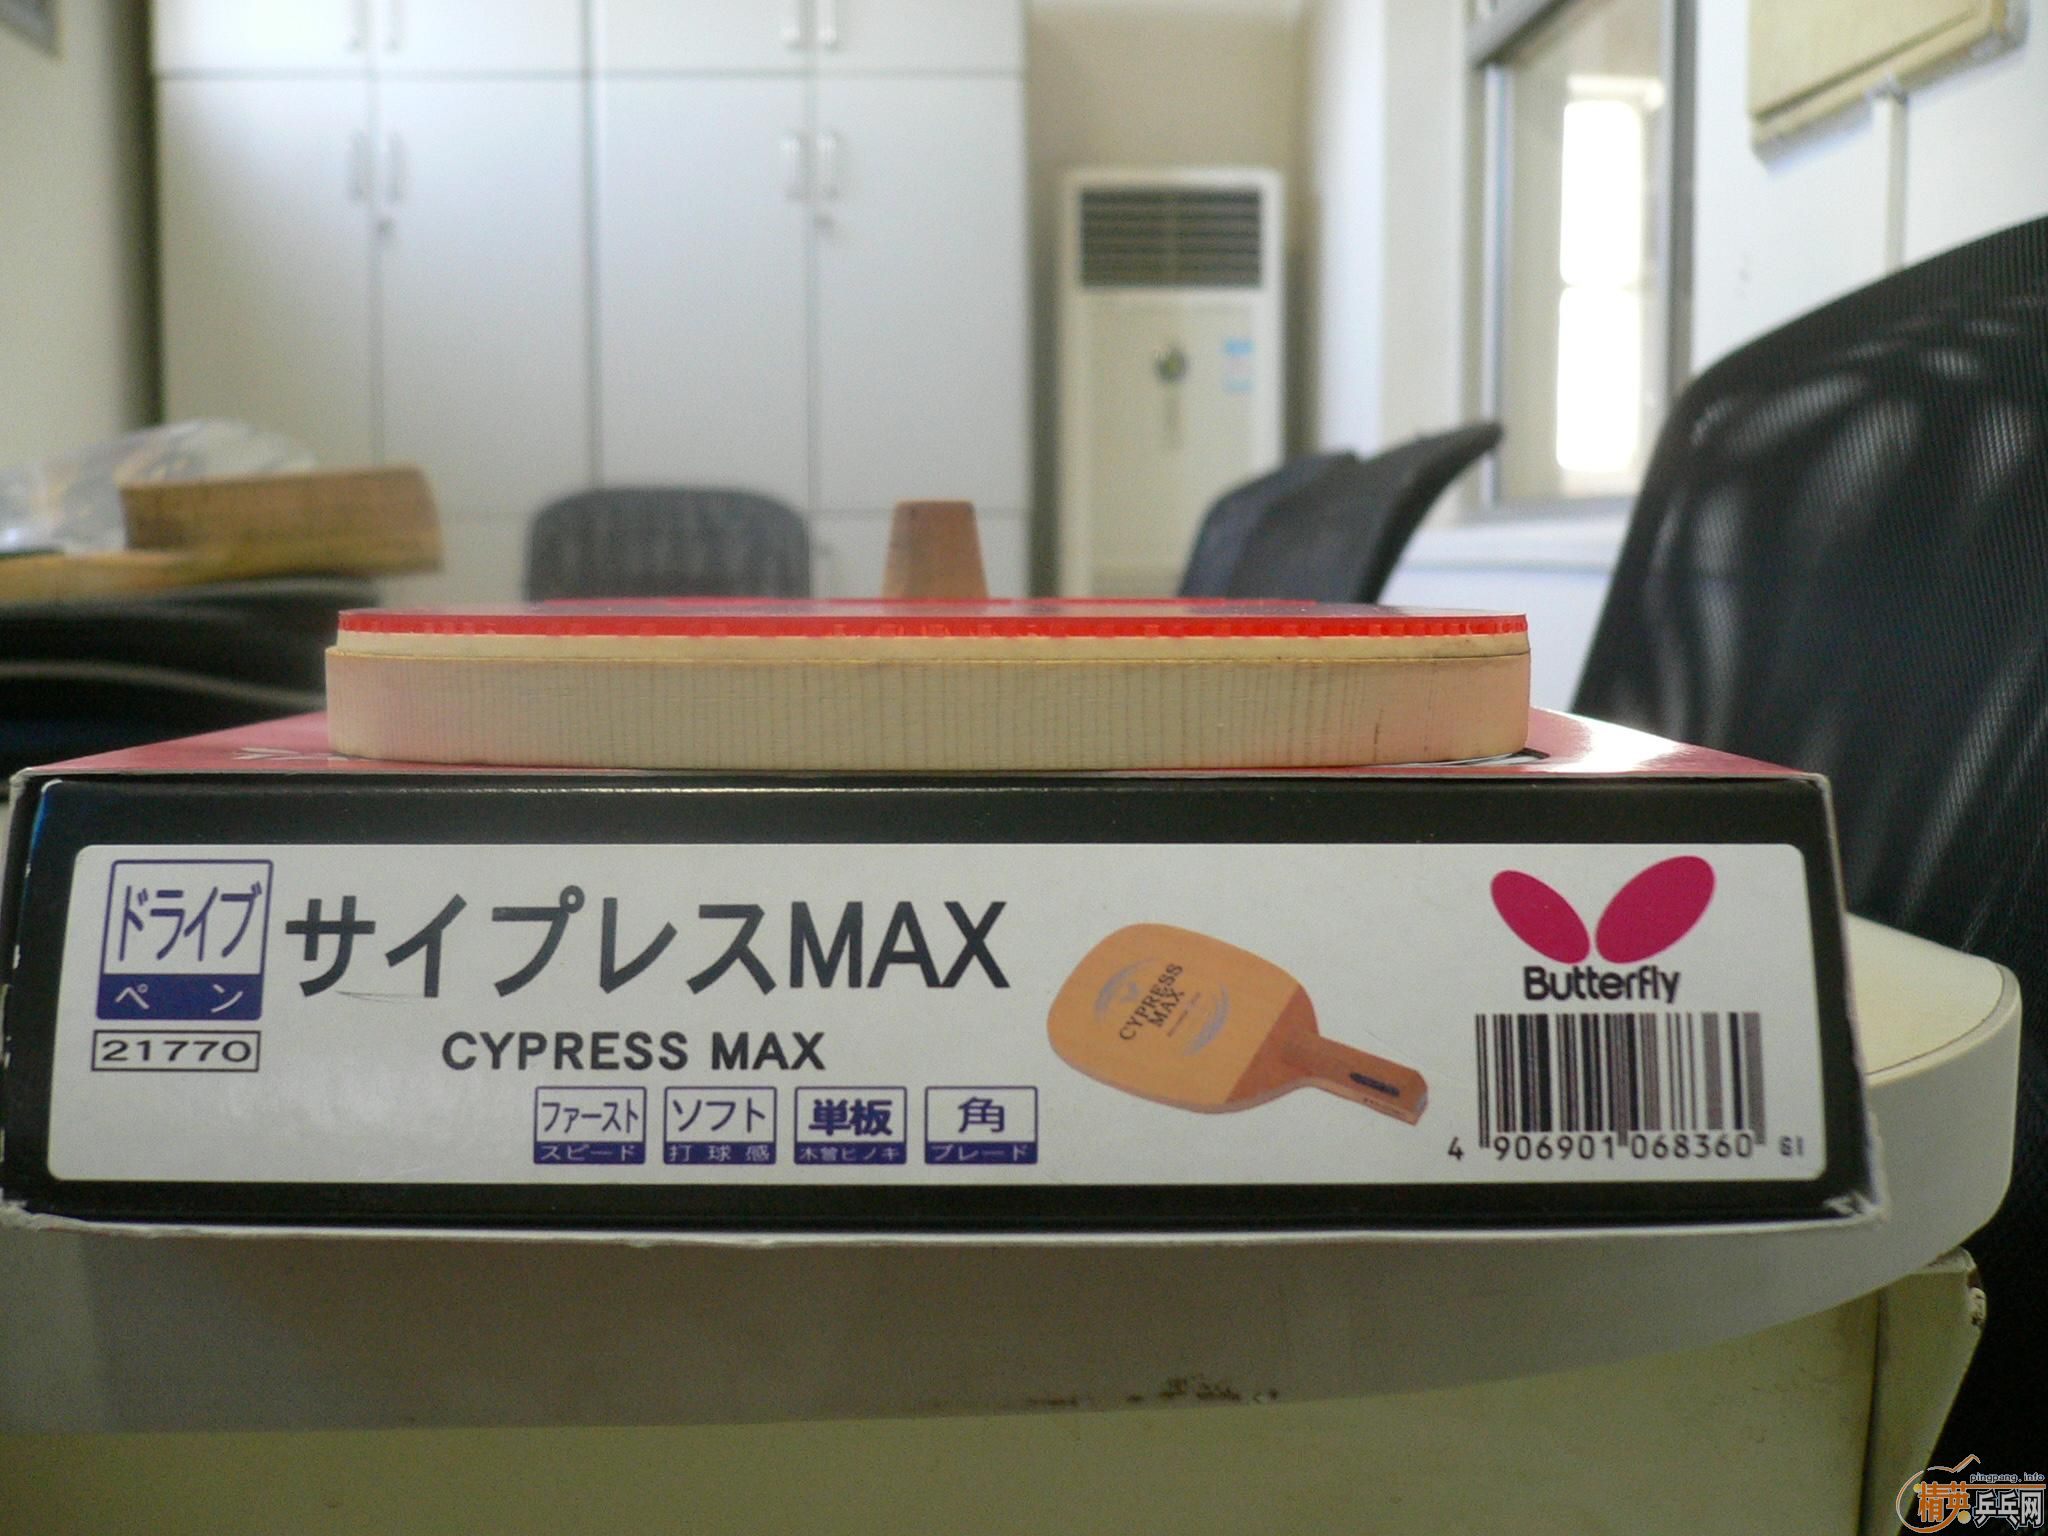 ドライブ
ペン
21770
サイプレスMAX
CYPRESS MAX
ファースト
スピード
ソフト
打球感
単板
木曽ヒノキ
角
ブレード
CYPRESS
MAX
Butterfly
4 906901 068360
pingpang.info
精英乒乓网